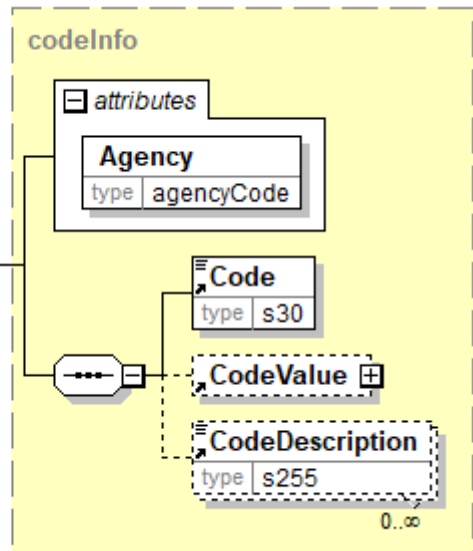 codeInfo
attributes
Agency
type agencyCode
Code
type s30
CodeValue
CodeDescription
type s255
0..∞